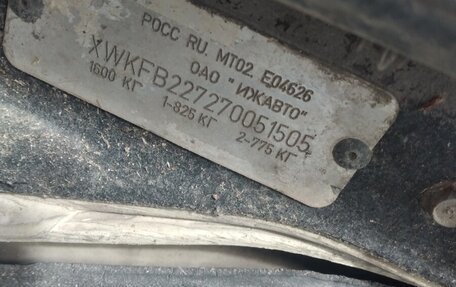 РОСС RU. МТ02. Е04626
ОАО "ИЖАВТО"
XWKFB227270051505
1600 КГ
1-825 КГ 2-775 КГ